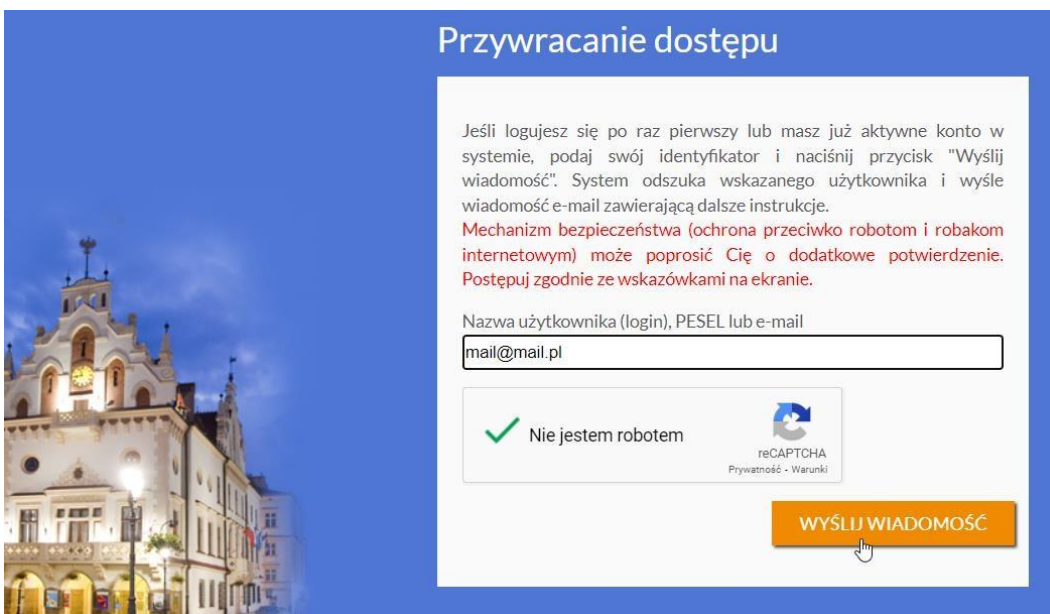 Przywracanie dostępu
Jeśli logujesz się po raz pierwszy lub masz już aktywne konto w
systemie, podaj swój identyfikator i naciśnij przycisk "Wyślij
wiadomość". System odszuka wskazanego użytkownika i wyśle
wiadomość e-mail zawierającą dalsze instrukcje.
Mechanizm bezpieczeństwa (ochrona przeciwko robotom i robakom
internetowym) może poprosić Cię o dodatkowe potwierdzenie.
Postępuj zgodnie ze wskazówkami na ekranie.
Nazwa użytkownika (login), PESEL lub e-mail
mail@mail.pl
Nie jestem robotem
reCAPTCHA
Prywatność - Warunki
WYŚLIJ WIADOMOŚĆ